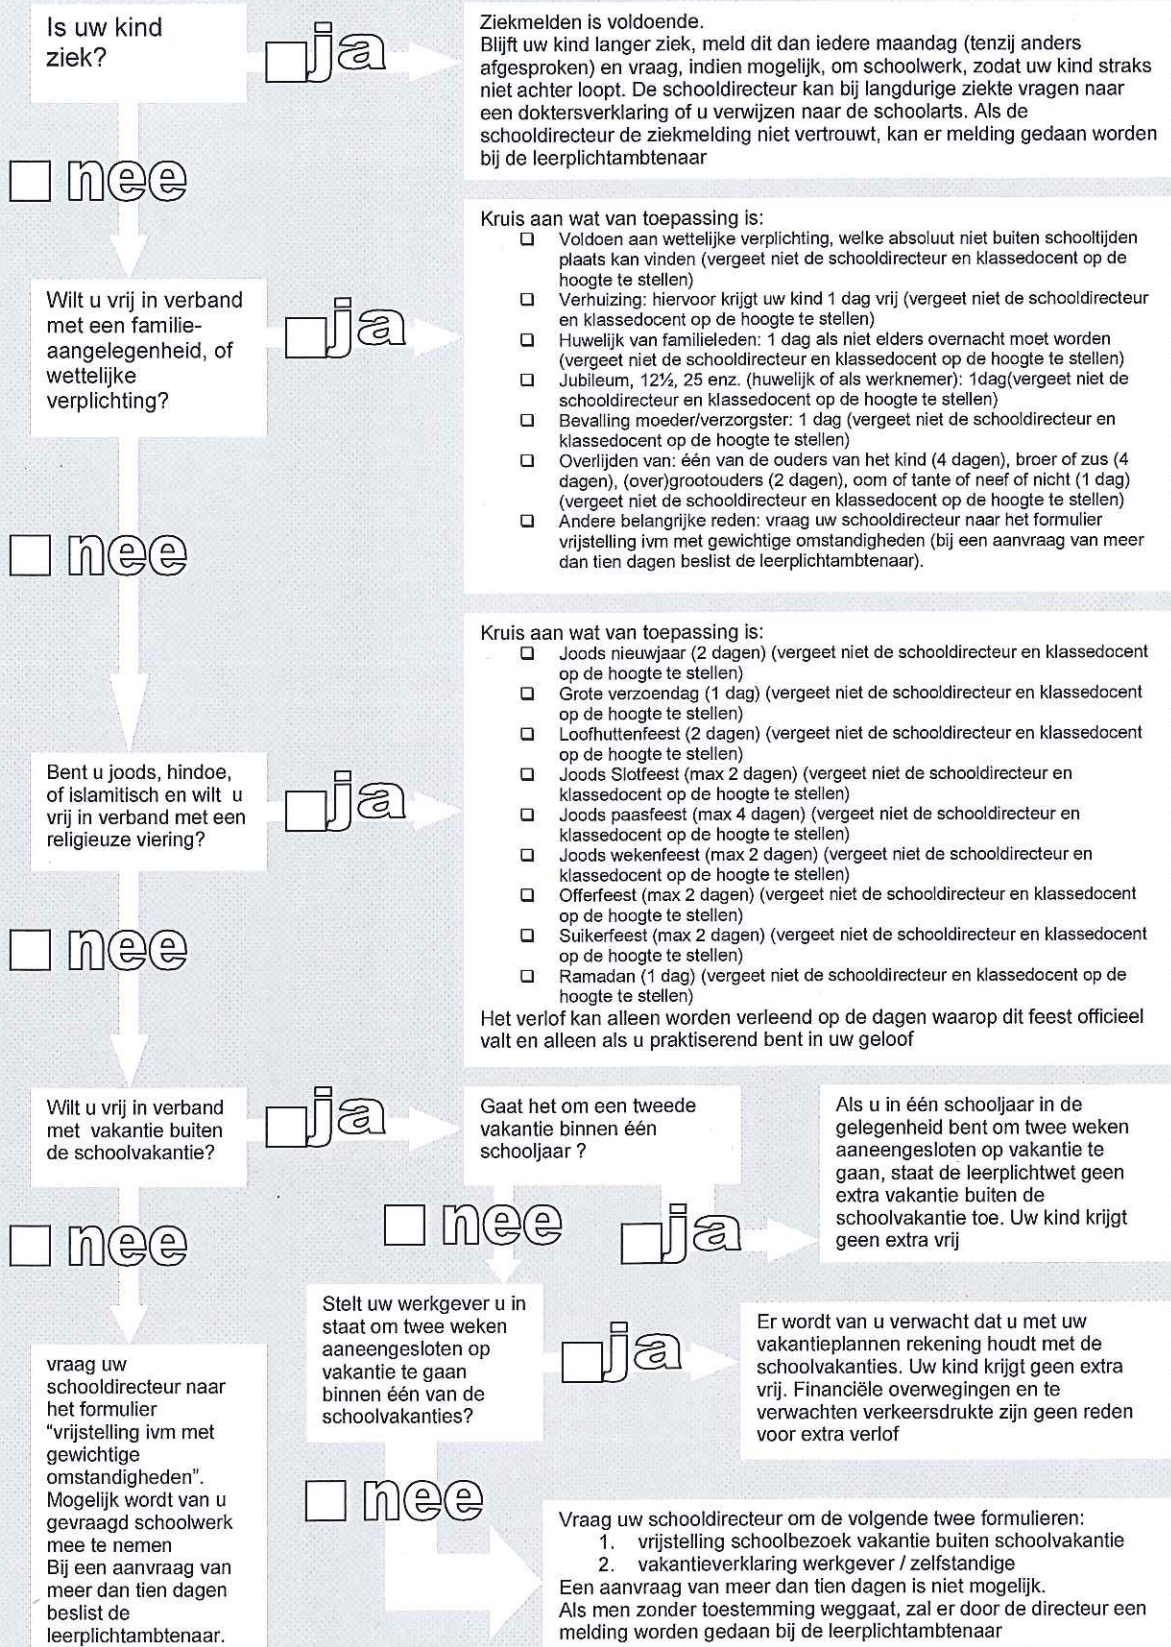 Is uw kind
ziek?
☐ja
Ziekmelden is voldoende.
Blijft uw kind langer ziek, meld dit dan iedere maandag (tenzij anders
afgesproken) en vraag, indien mogelijk, om schoolwerk, zodat uw kind straks
niet achter loopt. De schooldirecteur kan bij langdurige ziekte vragen naar
een doktersverklaring of u verwijzen naar de schoolarts. Als de
schooldirecteur de ziekmelding niet vertrouwt, kan er melding gedaan worden
bij de leerplichtambtenaar
☐ nee
Wilt u vrij in verband
met een familie-
aangelegenheid, of
wettelijke
verplichting?
☐ja
Kruis aan wat van toepassing is:
❑ Voldoen aan wettelijke verplichting, welke absoluut niet buiten schooltijden
plaats kan vinden (vergeet niet de schooldirecteur en klassedocent op de
hoogte te stellen)
❑ Verhuizing: hiervoor krijgt uw kind 1 dag vrij (vergeet niet de schooldirecteur
en klassedocent op de hoogte te stellen)
❑ Huwelijk van familieleden: 1 dag als niet elders overnacht moet worden
(vergeet niet de schooldirecteur en klassedocent op de hoogte te stellen)
❑ Jubileum, 12½, 25 enz. (huwelijk of als werknemer): 1dag(vergeet niet de
schooldirecteur en klassedocent op de hoogte te stellen)
❑ Bevalling moeder/verzorgster: 1 dag (vergeet niet de schooldirecteur en
klassedocent op de hoogte te stellen)
❑ Overlijden van: één van de ouders van het kind (4 dagen), broer of zus (4
dagen), (over)grootouders (2 dagen), oom of tante of neef of nicht (1 dag)
(vergeet niet de schooldirecteur en klassedocent op de hoogte te stellen)
❑ Andere belangrijke reden: vraag uw schooldirecteur naar het formulier
vrijstelling ivm met gewichtige omstandigheden (bij een aanvraag van meer
dan tien dagen beslist de leerplichtambtenaar).
☐ nee
Bent u joods, hindoe,
of islamitisch en wilt u
vrij in verband met een
religieuze viering?
☐ja
Kruis aan wat van toepassing is:
❑ Joods nieuwjaar (2 dagen) (vergeet niet de schooldirecteur en klassedocent
op de hoogte te stellen)
❑ Grote verzoendag (1 dag) (vergeet niet de schooldirecteur en klassedocent
op de hoogte te stellen)
❑ Loofhuttenfeest (2 dagen) (vergeet niet de schooldirecteur en klassedocent
op de hoogte te stellen)
❑ Joods Slotfeest (max 2 dagen) (vergeet niet de schooldirecteur en
klassedocent op de hoogte te stellen)
❑ Joods paasfeest (max 4 dagen) (vergeet niet de schooldirecteur en
klassedocent op de hoogte te stellen)
❑ Joods wekenfeest (max 2 dagen) (vergeet niet de schooldirecteur en
klassedocent op de hoogte te stellen)
❑ Offerfeest (max 2 dagen) (vergeet niet de schooldirecteur en klassedocent
op de hoogte te stellen)
❑ Suikerfeest (max 2 dagen) (vergeet niet de schooldirecteur en klassedocent
op de hoogte te stellen)
❑ Ramadan (1 dag) (vergeet niet de schooldirecteur en klassedocent op de
hoogte te stellen)
Het verlof kan alleen worden verleend op de dagen waarop dit feest officieel
valt en alleen als u praktiserend bent in uw geloof
☐ nee
Wilt u vrij in verband
met vakantie buiten
de schoolvakantie?
☐ja
Gaat het om een tweede
vakantie binnen één
schooljaar ?
Als u in één schooljaar in de
gelegenheid bent om twee weken
aaneengesloten op vakantie te
gaan, staat de leerplichtwet geen
extra vakantie buiten de
schoolvakantie toe. Uw kind krijgt
geen extra vrij
☐ nee
☐ nee
☐ja
Stelt uw werkgever u in
staat om twee weken
aaneengesloten op
vakantie te gaan
binnen één van de
schoolvakanties?
☐ja
Er wordt van u verwacht dat u met uw
vakantieplannen rekening houdt met de
schoolvakanties. Uw kind krijgt geen extra
vrij. Financiële overwegingen en te
verwachten verkeersdrukte zijn geen reden
voor extra verlof
vraag uw
schooldirecteur naar
het formulier
“vrijstelling ivm met
gewichtige
omstandigheden”.
Mogelijk wordt van u
gevraagd schoolwerk
mee te nemen
Bij een aanvraag van
meer dan tien dagen
beslist de
leerplichtambtenaar.
☐ nee
Vraag uw schooldirecteur om de volgende twee formulieren:
1. vrijstelling schoolbezoek vakantie buiten schoolvakantie
2. vakantieverklaring werkgever / zelfstandige
Een aanvraag van meer dan tien dagen is niet mogelijk.
Als men zonder toestemming weggaat, zal er door de directeur een
melding worden gedaan bij de leerplichtambtenaar